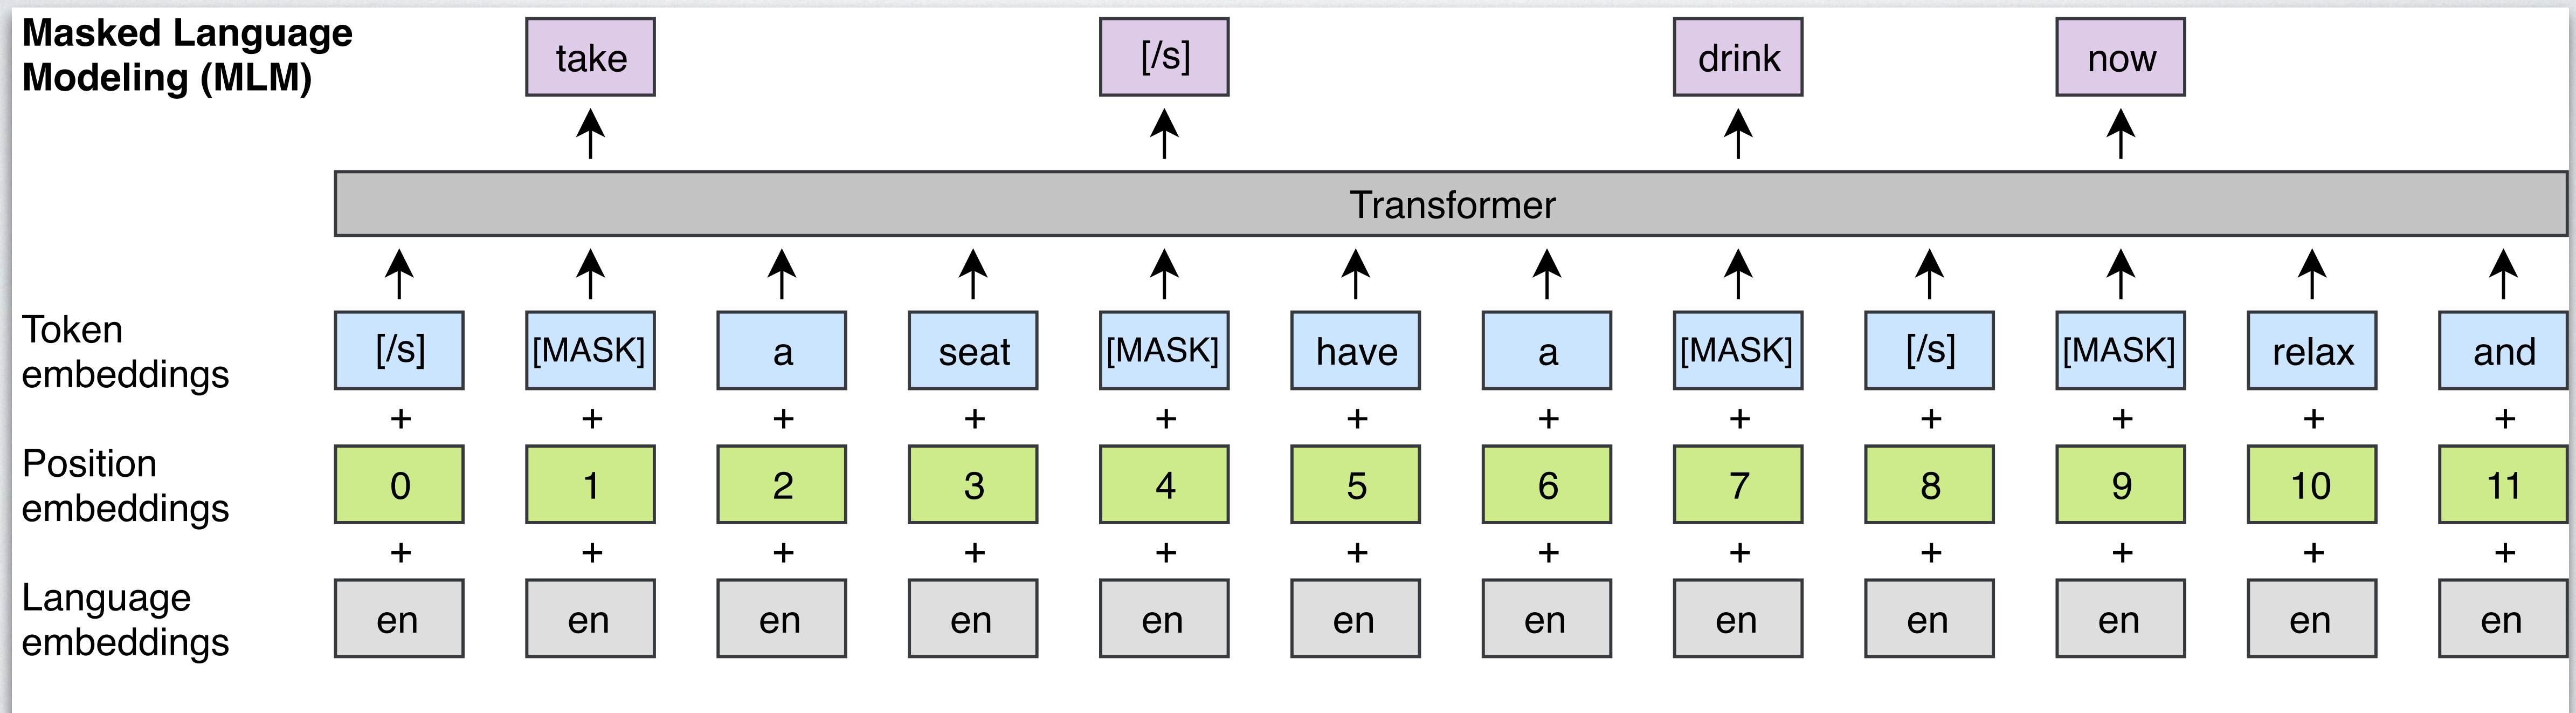 Masked Language
Modeling (MLM)
take [/s] drink now
Transformer
Token
embeddings
[/s] [MASK] a seat [MASK] have a [MASK] [/s] [MASK] relax and
+ + + + + + + + + + + +
Position
embeddings
0 1 2 3 4 5 6 7 8 9 10 11
+ + + + + + + + + + + +
Language
embeddings
en en en en en en en en en en en en